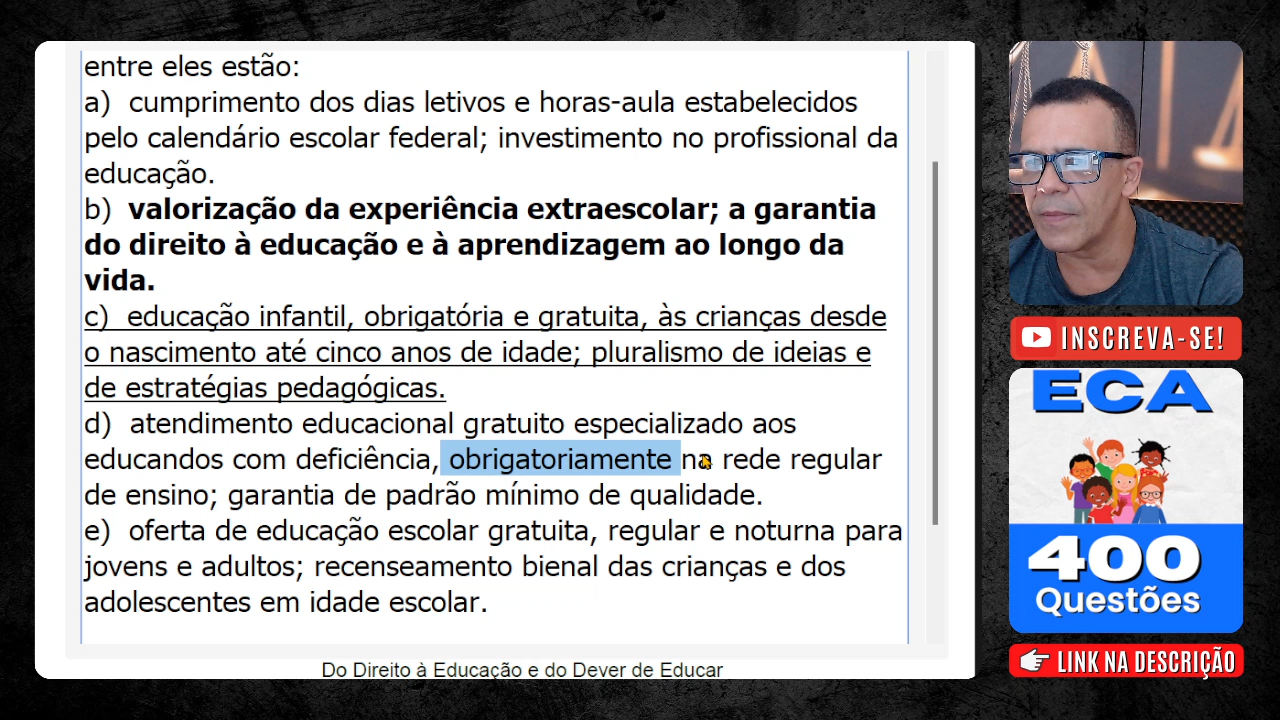 entre eles estão:
a) cumprimento dos dias letivos e horas-aula estabelecidos
pelo calendário escolar federal; investimento no profissional da
educação.
b) valorização da experiência extraescolar; a garantia
do direito à educação e à aprendizagem ao longo da
vida.
c) educação infantil, obrigatória e gratuita, às crianças desde
o nascimento até cinco anos de idade; pluralismo de ideias e
de estratégias pedagógicas.
d) atendimento educacional gratuito especializado aos
educandos com deficiência, obrigatoriamente na rede regular
de ensino; garantia de padrão mínimo de qualidade.
e) oferta de educação escolar gratuita, regular e noturna para
jovens e adultos; recenseamento bienal das crianças e dos
adolescentes em idade escolar.
Do Direito à Educação e do Dever de Educar
INSCREVA-SE!
ECA
400
Questões
LINK NA DESCRIÇÃO